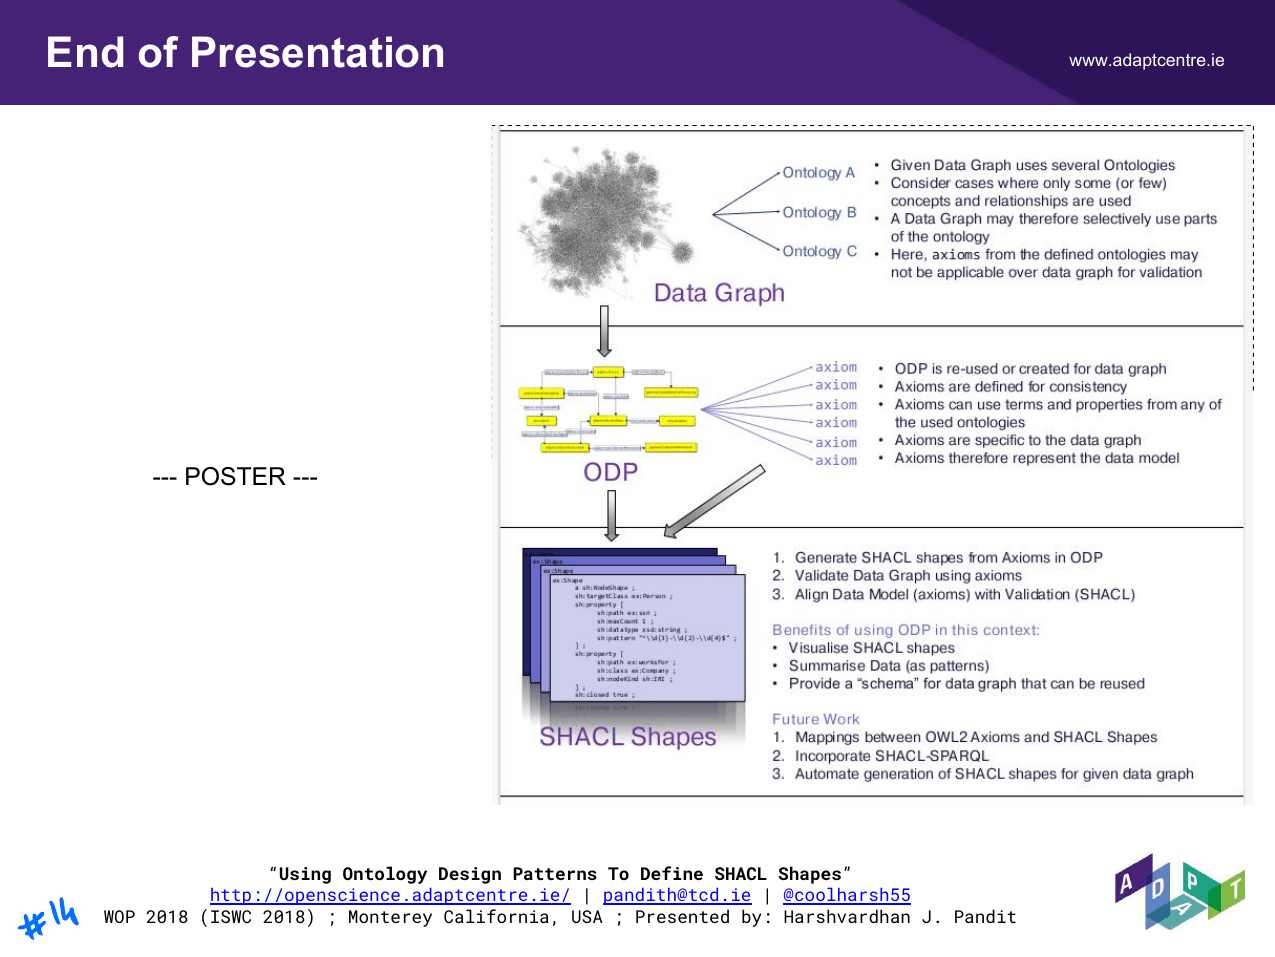 End of Presentation
www.adaptcentre.ie
Ontology A
Ontology B
Ontology C
Data Graph
• Given Data Graph uses several Ontologies
• Consider cases where only some (or few)
concepts and relationships are used
• A Data Graph may therefore selectively use parts
of the ontology
• Here, axioms from the defined ontologies may
not be applicable over data graph for validation
axiom
axiom
axiom
axiom
axiom
axiom
ODP
• ODP is re-used or created for data graph
• Axioms are defined for consistency
• Axioms can use terms and properties from any of
the used ontologies
• Axioms are specific to the data graph
• Axioms therefore represent the data model
--- POSTER ---
ex:Shape
ex:Shape
ex:Shape
a sh:NodeShape ;
sh:targetClass ex:Person ;
sh:property [
sh:path ex:ssn ;
sh:maxCount 1 ;
sh:datatype xsd:string ;
sh:pattern "^\\d{3}-\\d{2}-\\d{4}$" ;
] ;
sh:property [
sh:path ex:worksFor ;
sh:class ex:Company ;
sh:nodeKind sh:IRI ;
] ;
sh:closed true ;
SHACL Shapes
1. Generate SHACL shapes from Axioms in ODP
2. Validate Data Graph using axioms
3. Align Data Model (axioms) with Validation (SHACL)
Benefits of using ODP in this context:
• Visualise SHACL shapes
• Summarise Data (as patterns)
• Provide a “schema” for data graph that can be reused
Future Work
1. Mappings between OWL2 Axioms and SHACL Shapes
2. Incorporate SHACL-SPARQL
3. Automate generation of SHACL shapes for given data graph
“Using Ontology Design Patterns To Define SHACL Shapes”
http://openscience.adaptcentre.ie/ | pandith@tcd.ie | @coolharsh55
WOP 2018 (ISWC 2018) ; Monterey California, USA ; Presented by: Harshvardhan J. Pandit
#14
ADAPT